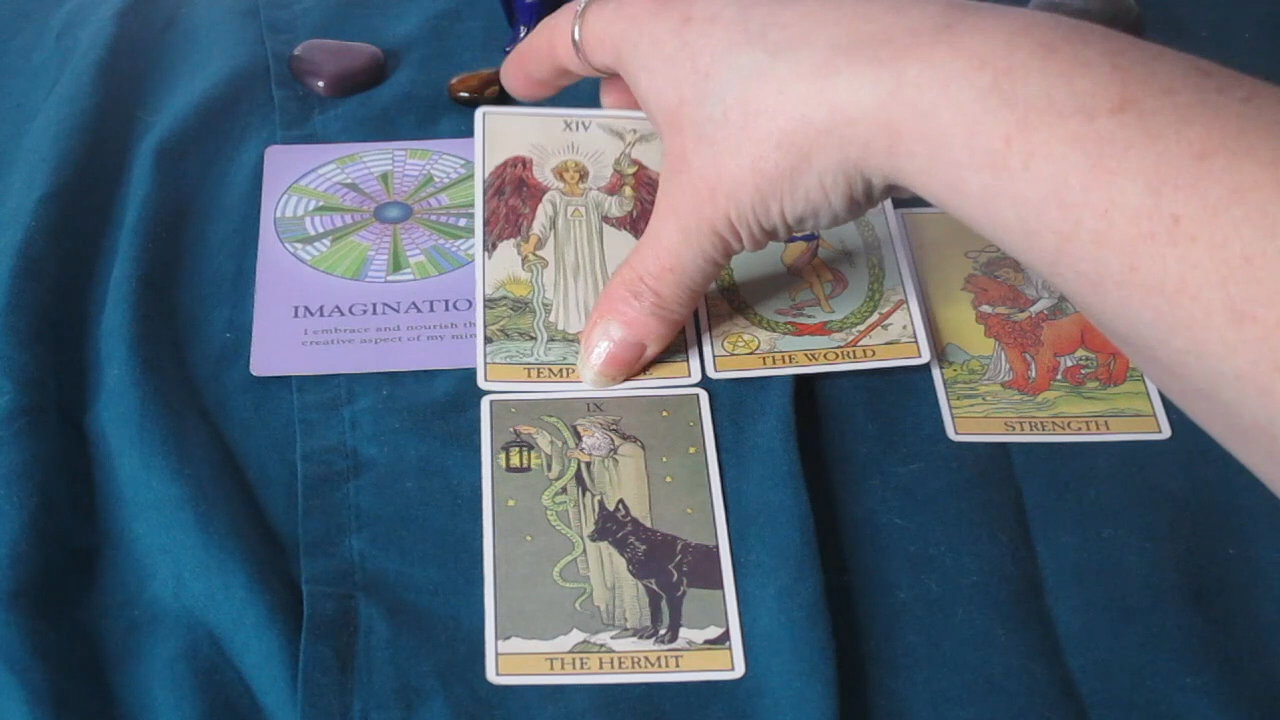 XIV
IMAGINATIO
I embrace and nourish th
creative aspect of my min
TEMP E
THE WORLD
STRENGTH
IX
THE HERMIT